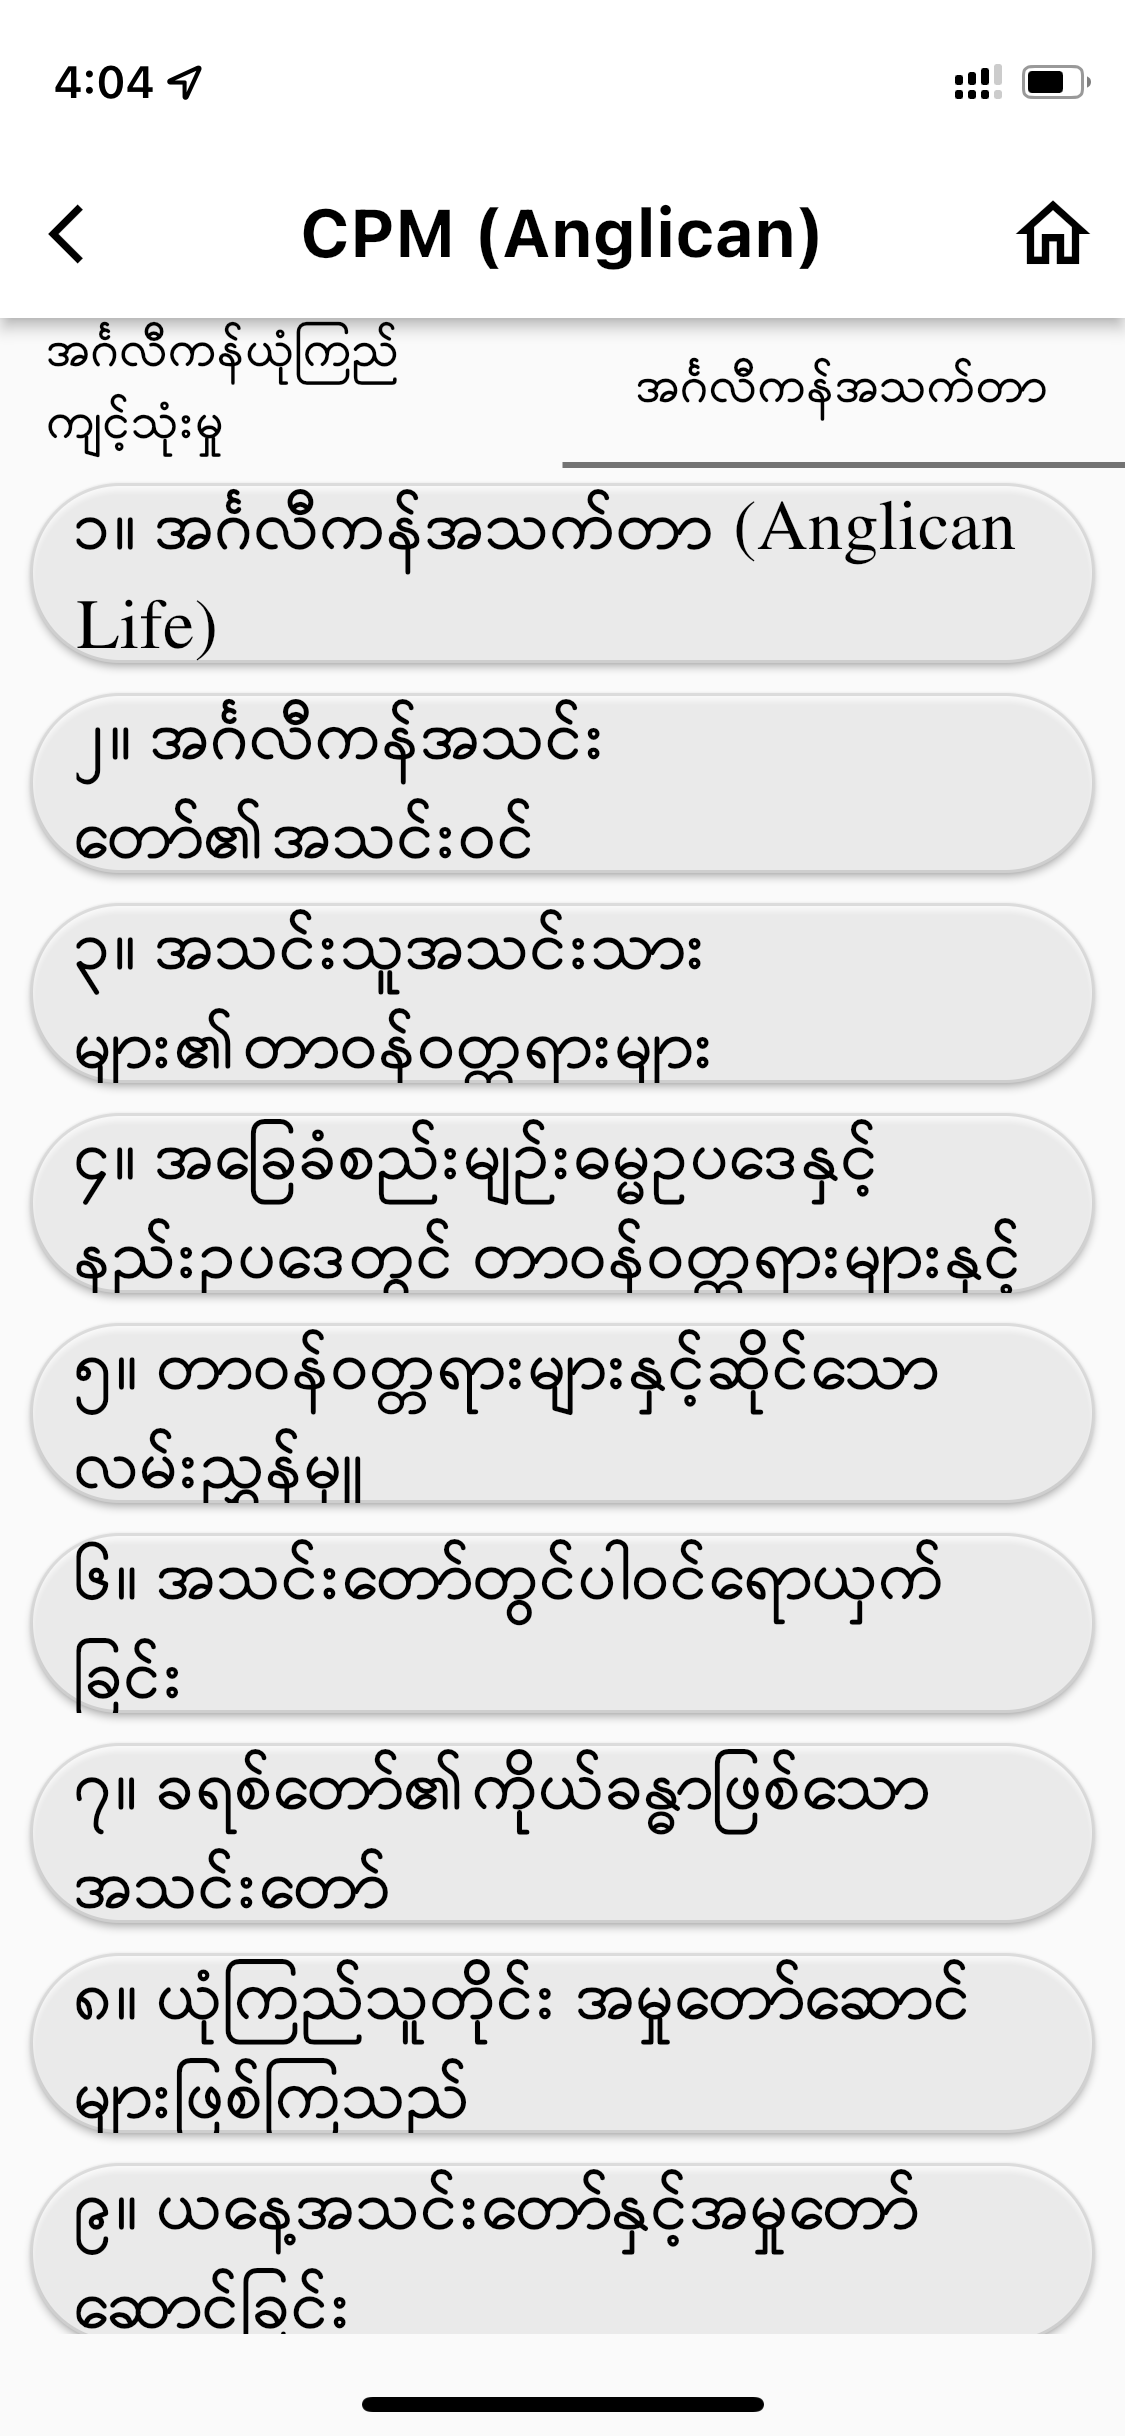 4:04
CPM (Anglican)
အင်္ဂလီကန်ယုံကြည်
ကျင့်သုံးမှု
အင်္ဂလီကန်အသက်တာ
၁။ အင်္ဂလီကန်အသက်တာ (Anglican
Life)
၂။ အင်္ဂလီကန်အသင်း
တော်၏အသင်းဝင်
၃။ အသင်းသူအသင်းသား
များ၏တာဝန်ဝတ္တရားများ
၄။ အခြေခံစည်းမျဉ်းဓမ္မဥပဒေနှင့်
နည်းဥပဒေတွင် တာဝန်ဝတ္တရားများနှင့်
၅။ တာဝန်ဝတ္တရားများနှင့်ဆိုင်သော
လမ်းညွှန်မှု။
၆။ အသင်းတော်တွင်ပါဝင်ရောယှက်
ခြင်း
၇။ ခရစ်တော်၏ကိုယ်ခန္ဓာဖြစ်သော
အသင်းတော်
၈။ ယုံကြည်သူတိုင်း အမှုတော်ဆောင်
များဖြစ်ကြသည်
၉။ ယနေ့အသင်းတော်နှင့်အမှုတော်
ဆောင်ခြင်း